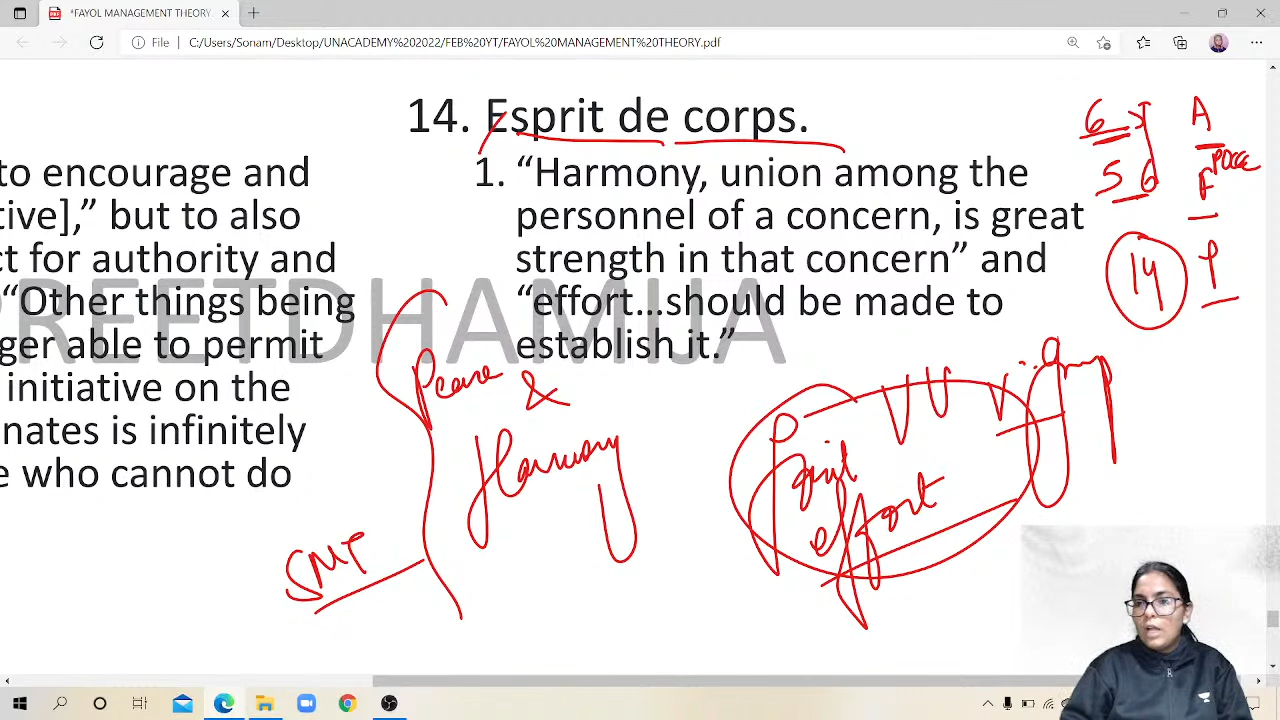 *FAYOL MANAGEMENT THEORY
File
C:/Users/Sonam/Desktop/UNACADEMY%202022/FEB%20YT/FAYOL%20MANAGEMENT%20THEORY.pdf
to encourage and
tive],” but to also
ct for authority and
“Other things being
ger able to permit
initiative on the
nates is infinitely
e who cannot do
14. Esprit de corps.
1. “Harmony, union among the
personnel of a concern, is great
strength in that concern” and
“effort...should be made to
establish it.”
REETDHAMIJA
6 A
5 6 F
14 P
Peace
&
Harmony
SMT
effort